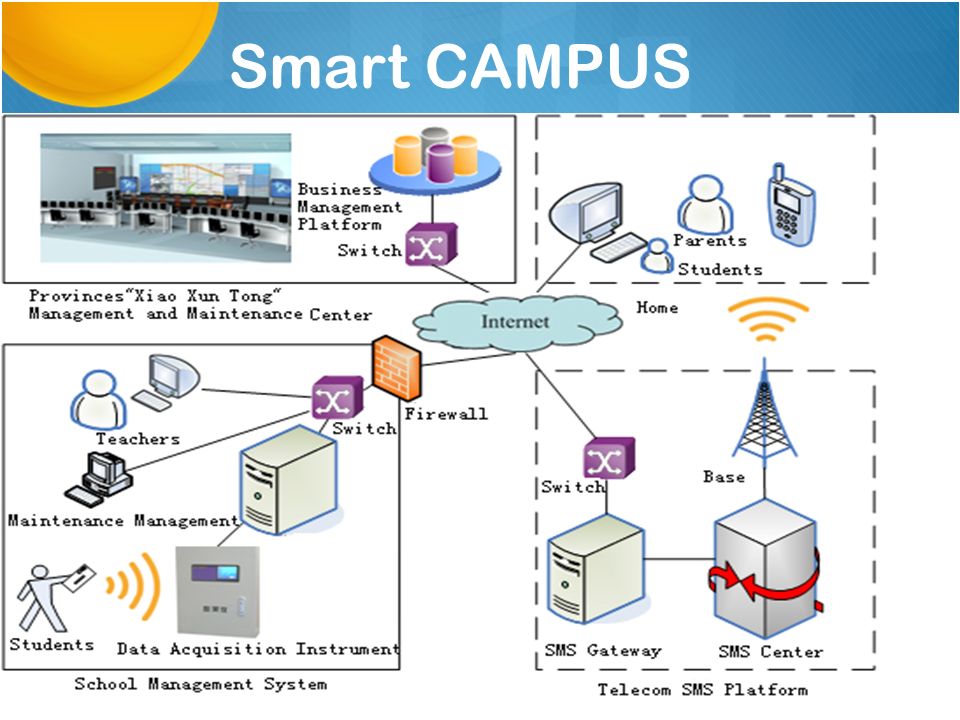 Smart CAMPUS
Business
Management
Platform
Switch
Provinces"Xiao Xun Tong"
Management and Maintenance Center
Parents
Students
Home
Internet
Teachers
Switch
Firewall
Maintenance Management
Students
Data Acquisition Instrument
School Management System
Switch
Base
SMS Gateway
SMS Center
Telecom SMS Platform